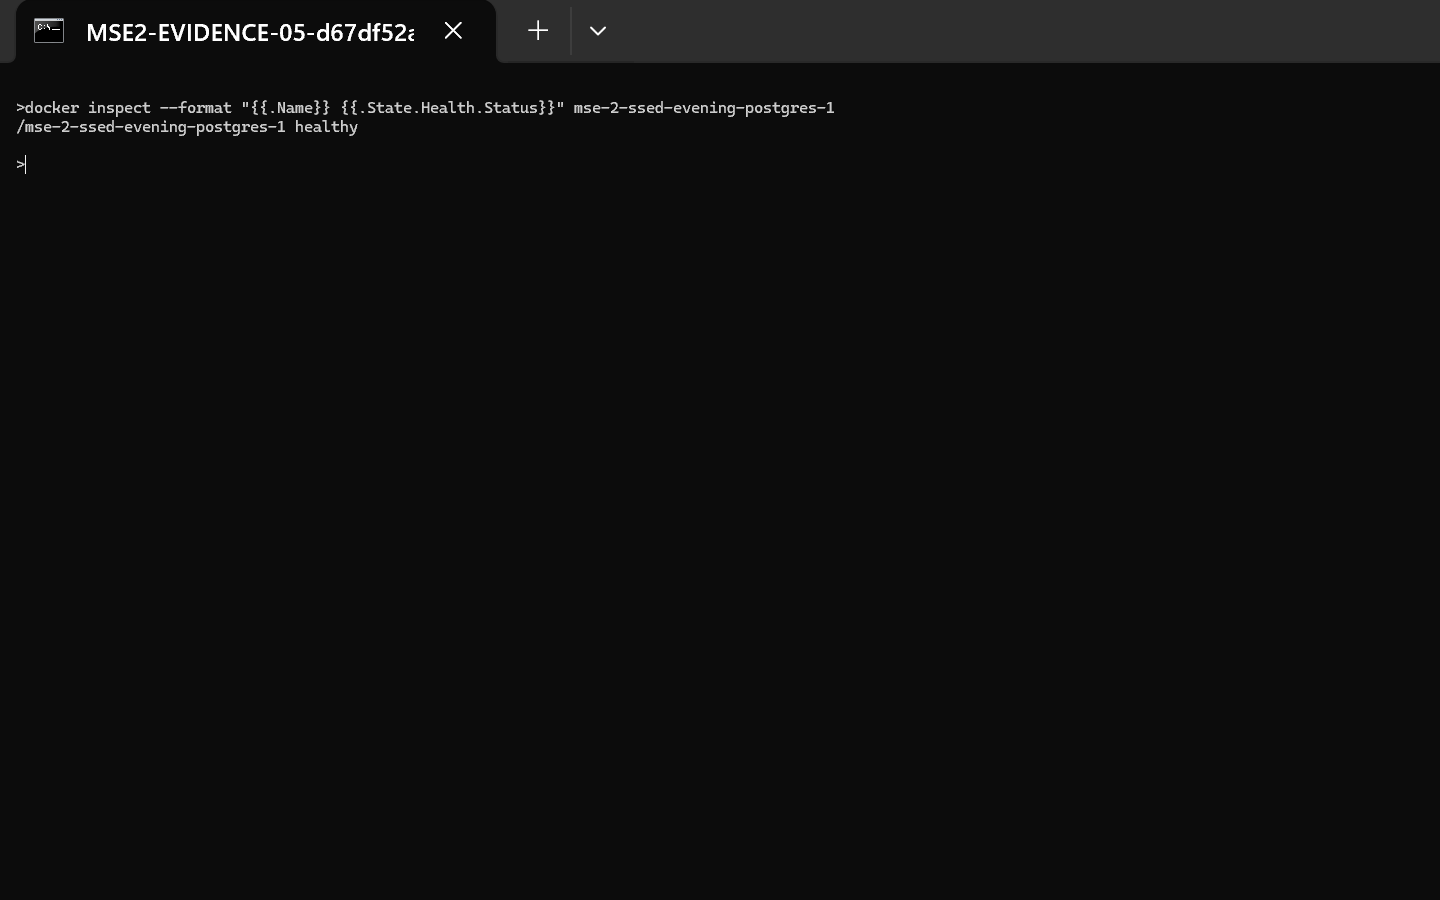 MSE2-EVIDENCE-05-d67df52a
>docker inspect --format "{{.Name}} {{.State.Health.Status}}" mse-2-ssed-evening-postgres-1
/mse-2-ssed-evening-postgres-1 healthy
>